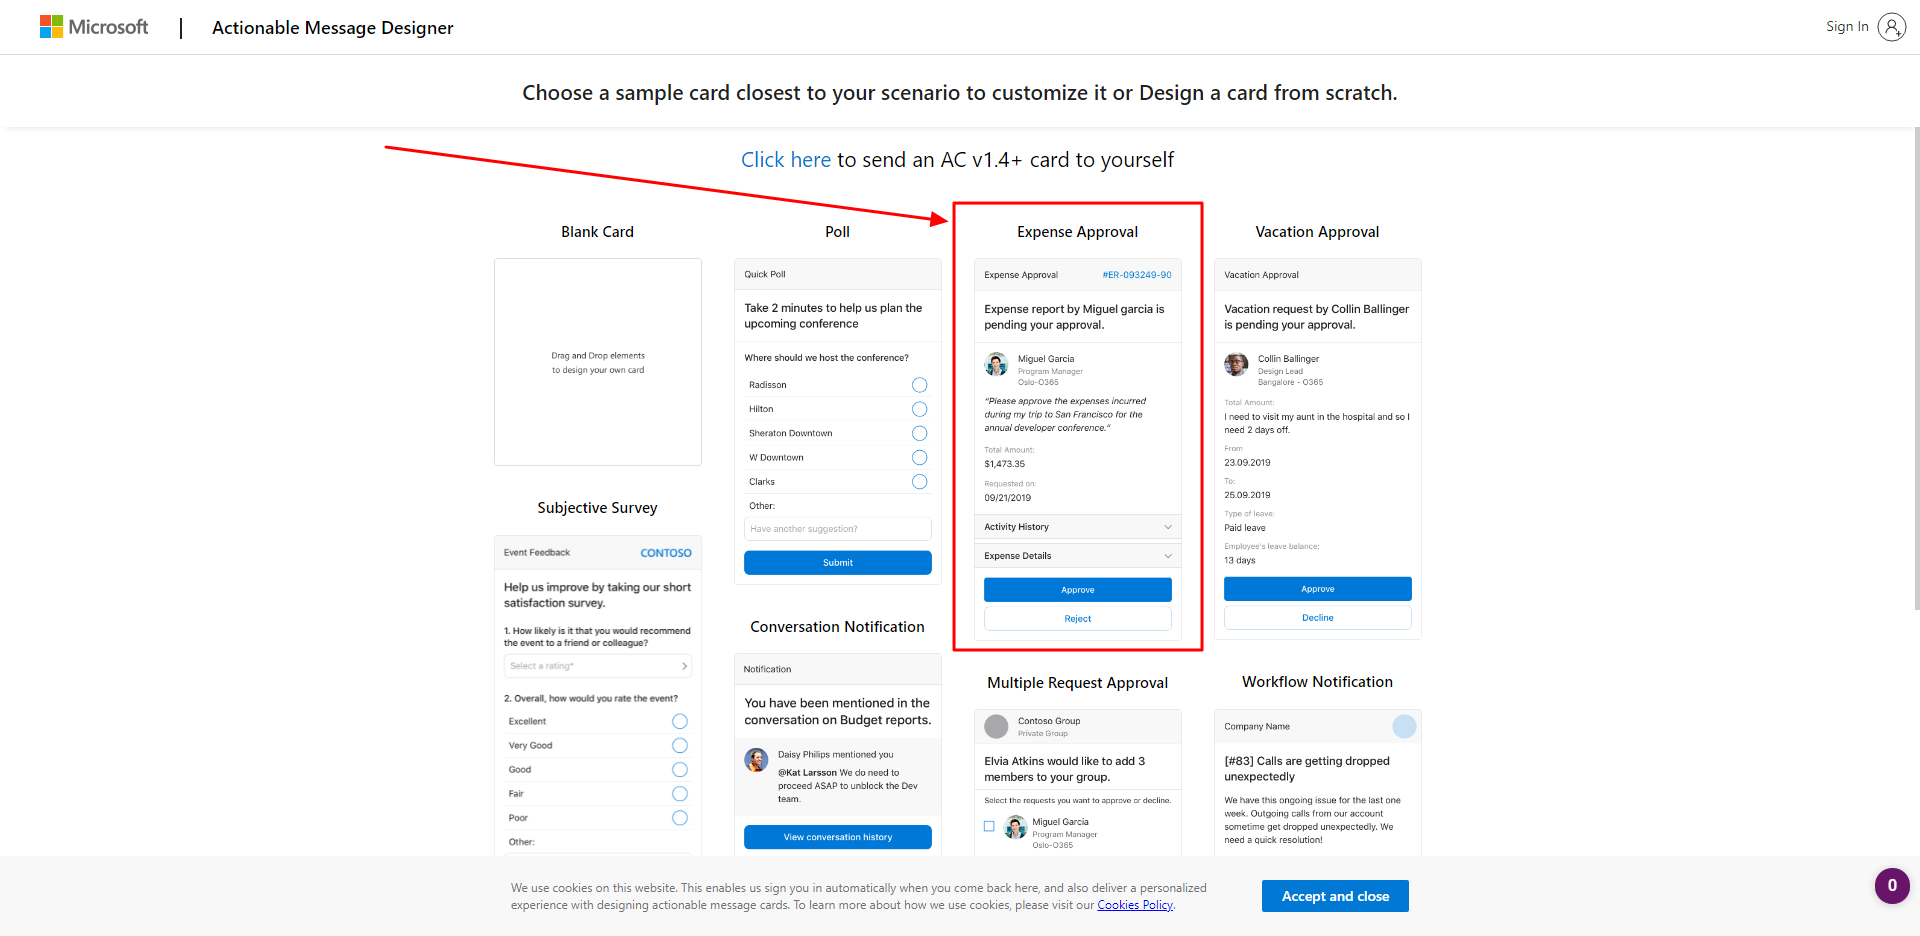 Microsoft
Actionable Message Designer
Sign In
Choose a sample card closest to your scenario to customize it or Design a card from scratch.
Click here to send an AC v1.4+ card to yourself
Blank Card
Drag and Drop elements
to design your own card
Poll
Quick Poll
Take 2 minutes to help us plan the
upcoming conference
Where should we host the conference?
Radisson
Hilton
Sheraton Downtown
W Downtown
Clarks
Other:
Have another suggestion?
Submit
Expense Approval
Expense Approval #ER-093249-90
Expense report by Miguel garcia is
pending your approval.
Miguel Garcia
Program Manager
Oslo-O365
"Please approve the expenses incurred
during my trip to San Francisco for the
annual developer conference."
Total Amount:
$1,473.35
Requested on:
09/21/2019
Activity History
Expense Details
Approve
Reject
Vacation Approval
Vacation Approval
Vacation request by Collin Ballinger
is pending your approval.
Collin Ballinger
Design Lead
Bangalore - O365
Total Amount:
I need to visit my aunt in the hospital and so I
need 2 days off.
From
23.09.2019
To:
25.09.2019
Type of leave:
Paid leave
Employee's leave balance:
13 days
Approve
Decline
Subjective Survey
Event Feedback CONTOSO
Help us improve by taking our short
satisfaction survey.
1. How likely is it that you would recommend
the event to a friend or colleague?
Select a rating*
2. Overall, how would you rate the event?
Excellent
Very Good
Good
Fair
Poor
Other:
Conversation Notification
Notification
You have been mentioned in the
conversation on Budget reports.
Daisy Philips mentioned you
@Kat Larsson We do need to
proceed ASAP to unblock the Dev
team.
View conversation history
Multiple Request Approval
Contoso Group
Private Group
Elvia Atkins would like to add 3
members to your group.
Select the requests you want to approve or decline.
Miguel Garcia
Program Manager
Oslo-O365
Workflow Notification
Company Name
[#83] Calls are getting dropped
unexpectedly
We have this ongoing issue for the last one
week. Outgoing calls from our account
sometime get dropped unexpectedly. We
need a quick resolution!
We use cookies on this website. This enables us sign you in automatically when you come back here, and also deliver a personalized
experience with designing actionable message cards. To learn more about how we use cookies, please visit our Cookies Policy.
Accept and close
0